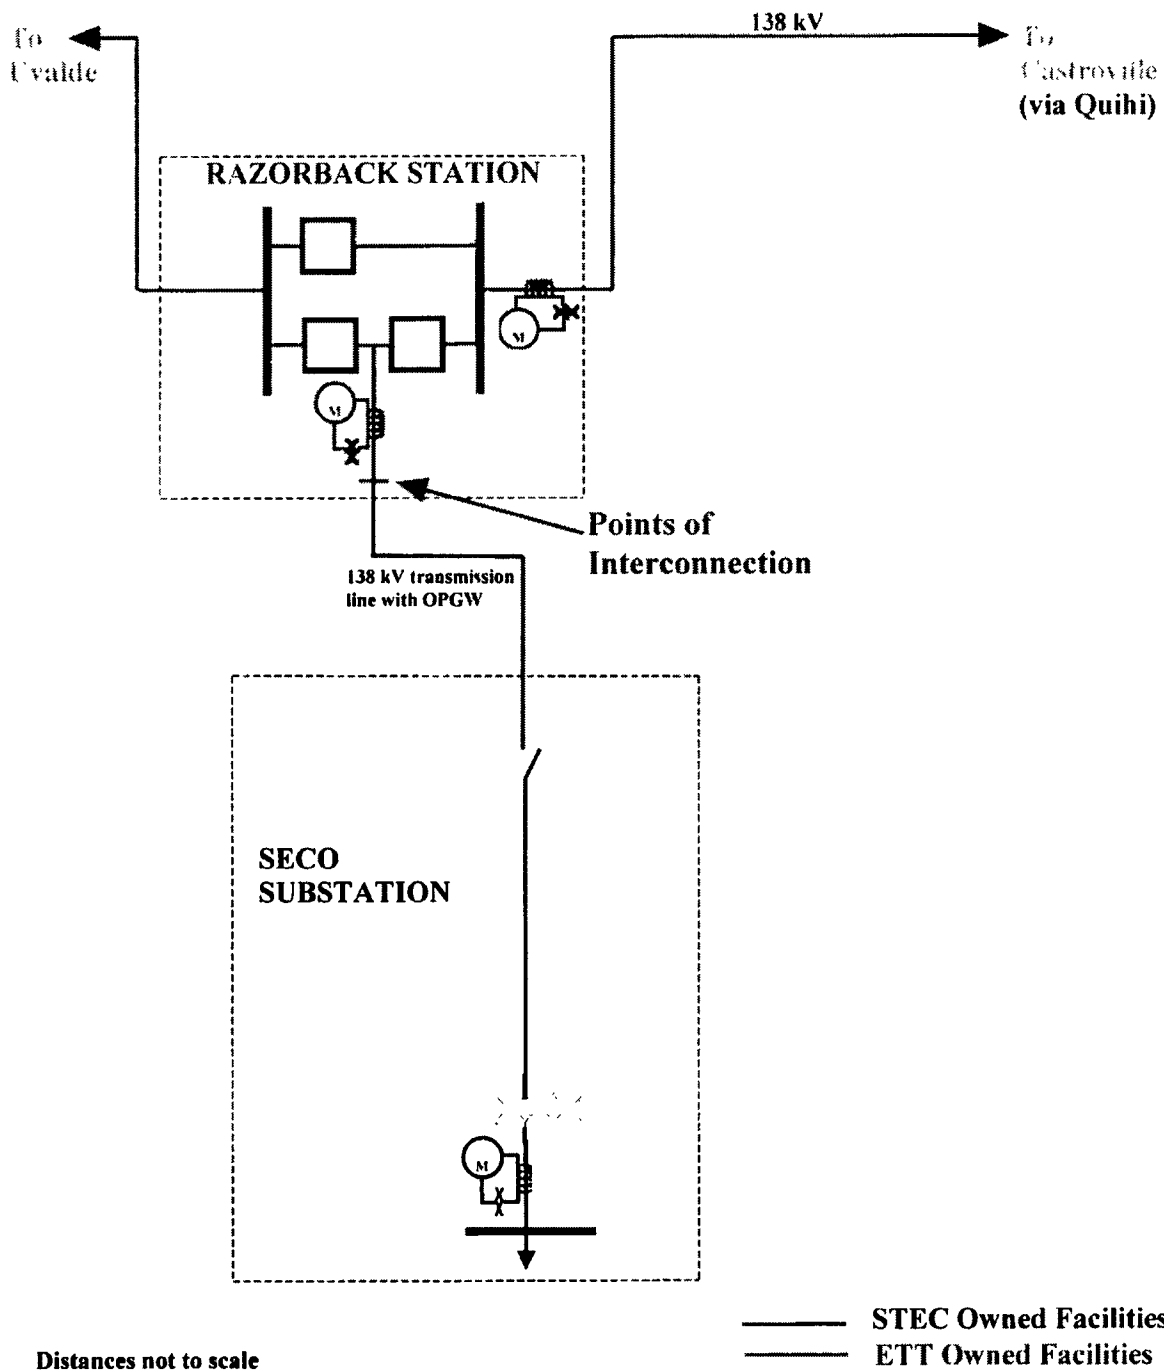 138 kV
To
Uvalde
To
Castroville
(via Quihi)
RAZORBACK STATION
M
M
Points of
Interconnection
138 kV transmission
line with OPGW
SECO
SUBSTATION
M
STEC Owned Facilities
ETT Owned Facilities
Distances not to scale